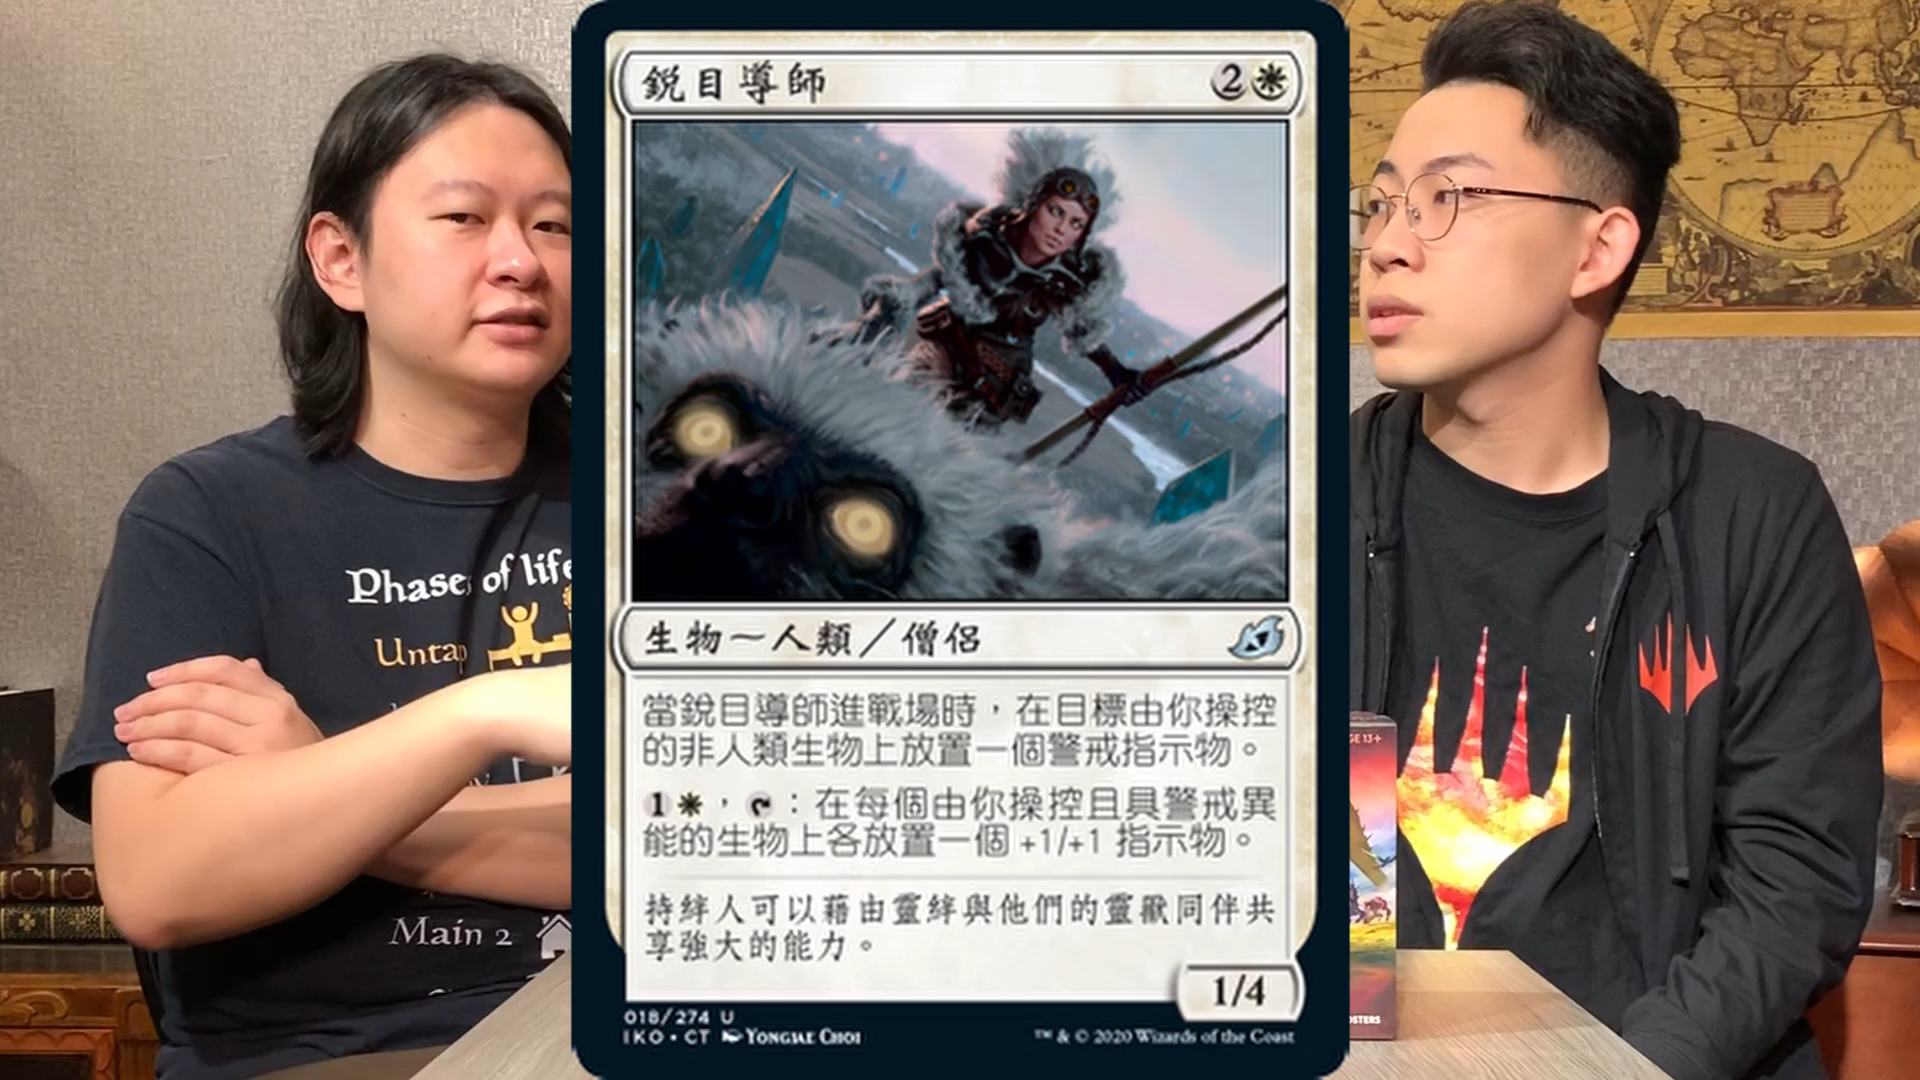 銳目導師
2
生物～人類／僧侶
當銳目導師進戰場時，在目標由你操控
的非人類生物上放置一個警戒指示物。
1，：在每個由你操控且具警戒異
能的生物上各放置一個 +1/+1 指示物。
持絆人可以藉由靈絆與他們的靈獸同伴共
享強大的能力。
1/4
018/274 U
IKO • CT YONGJAE CHOI
™ & © 2020 Wizards of the Coast
Phases of life
Untap
Main 2
GE 13+
OSTERS